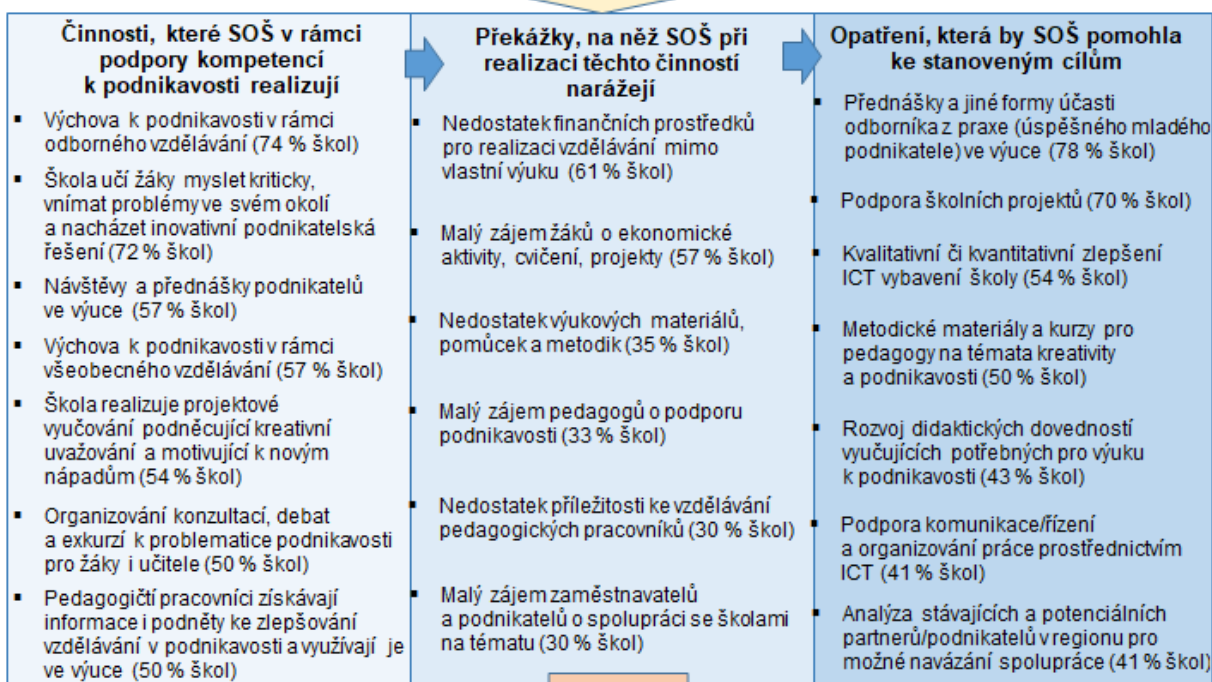 Činnosti, které SOŠ v rámci
podpory kompetencí
k podnikavosti realizují
▪ Výchova k podnikavosti v rámci
odborného vzdělávání (74 % škol)
▪ Škola učí žáky myslet kriticky,
vnímat problémy ve svém okolí
a nacházet inovativní podnikatelská
řešení (72 % škol)
▪ Návštěvy a přednášky podnikatelů
ve výuce (57 % škol)
▪ Výchova k podnikavosti v rámci
všeobecného vzdělávání (57 % škol)
▪ Škola realizuje projektové
vyučování podněcující kreativní
uvažování a motivující k novým
nápadům (54 % škol)
▪ Organizování konzultací, debat
a exkurzí k problematice podnikavosti
pro žáky i učitele (50 % škol)
▪ Pedagogičtí pracovníci získávají
informace i podněty ke zlepšování
vzdělávání v podnikavosti a využívají je
ve výuce (50 % škol)
Překážky, na něž SOŠ při
realizaci těchto činností
narážejí
▪ Nedostatek finančních prostředků
pro realizaci vzdělávání mimo
vlastní výuku (61 % škol)
▪ Malý zájem žáků o ekonomické
aktivity, cvičení, projekty (57 % škol)
▪ Nedostatek výukových materiálů,
pomůcek a metodik (35 % škol)
▪ Malý zájem pedagogů o podporu
podnikavosti (33 % škol)
▪ Nedostatek příležitosti ke vzdělávání
pedagogických pracovníků (30 % škol)
▪ Malý zájem zaměstnavatelů
a podnikatelů o spolupráci se školami
na tématu (30 % škol)
Opatření, která by SOŠ pomohla
ke stanoveným cílům
▪ Přednášky a jiné formy účasti
odborníka z praxe (úspěšného mladého
podnikatele) ve výuce (78 % škol)
▪ Podpora školních projektů (70 % škol)
▪ Kvalitativní či kvantitativní zlepšení
ICT vybavení školy (54 % škol)
▪ Metodické materiály a kurzy pro
pedagogy na témata kreativity
a podnikavosti (50 % škol)
▪ Rozvoj didaktických dovedností
vyučujících potřebných pro výuku
k podnikavosti (43 % škol)
▪ Podpora komunikace/řízení
a organizování práce prostřednictvím
ICT (41 % škol)
▪ Analýza stávajících a potenciálních
partnerů/podnikatelů v regionu pro
možné navázání spolupráce (41 % škol)